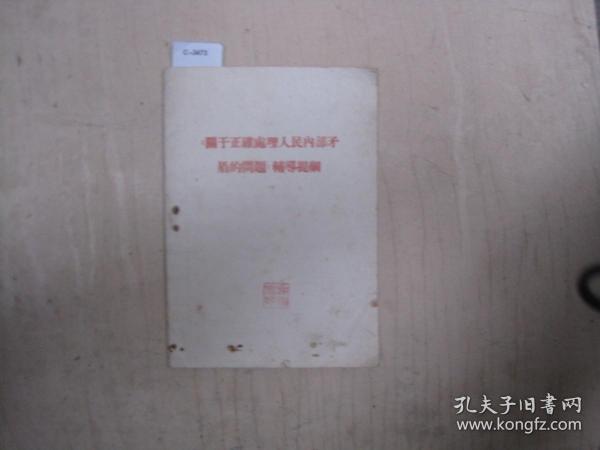 C-3473
《關于正確處理人民內部矛
盾的問題》輔導提綱
孔夫子旧书网
www.kongfz.com